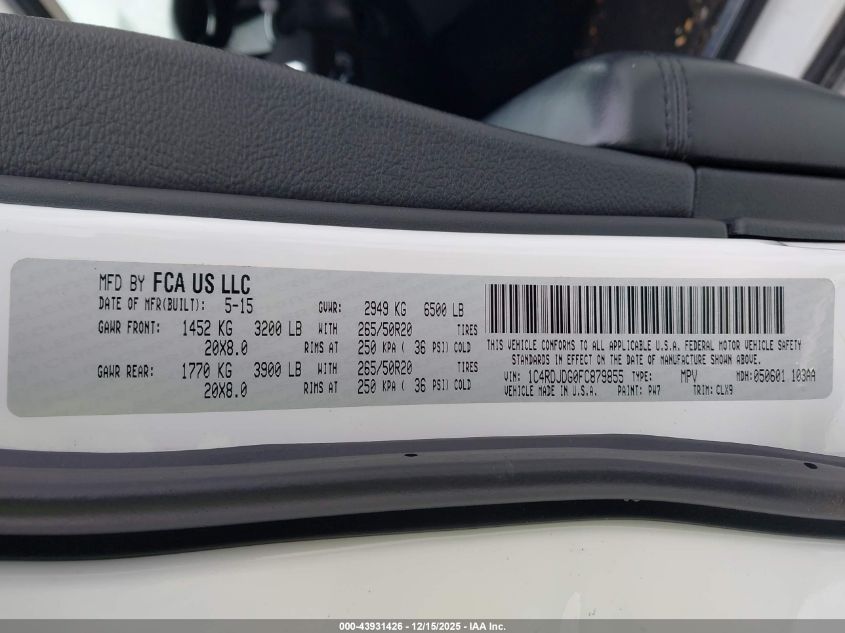 MFD BY FCA US LLC
DATE OF MFR(BUILT): 5-15 GVWR: 2949 KG 6500 LB
GAWR FRONT: 1452 KG 3200 LB WITH 265/50R20 TIRES
20X8.0 RIMS AT 250 KPA ( 36 PSI) COLD
GAWR REAR: 1770 KG 3900 LB WITH 265/50R20 TIRES
20X8.0 RIMS AT 250 KPA ( 36 PSI) COLD
THIS VEHICLE CONFORMS TO ALL APPLICABLE U.S.A. FEDERAL MOTOR VEHICLE SAFETY
STANDARDS IN EFFECT ON THE DATE OF MANUFACTURE SHOWN ABOVE.
VIN: 1C4RDJDG0FC879855 TYPE: MPV MDH: 050601 103AA
VEHICLE MADE IN U.S.A. PAINT: PW7 TRIM: CLX9
000-43931426 - 12/15/2025 - IAA Inc.